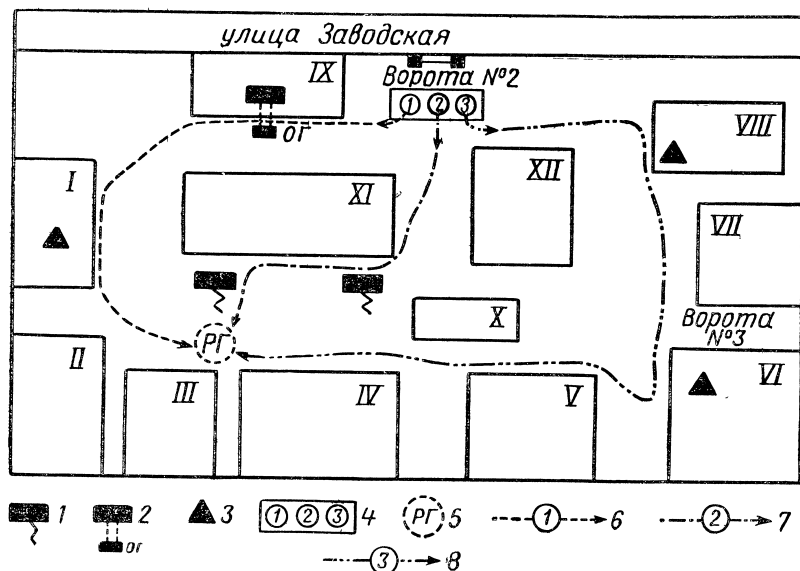 улица Заводская
IX
Ворота №2
1 2 3
ОГ
VIII
I
XI
XII
VII
X
Ворота №3
РГ
II
III
IV
V
VI
1 2 3 1 2 3 4 РГ 5 1 6 2 7
ОГ
3 8